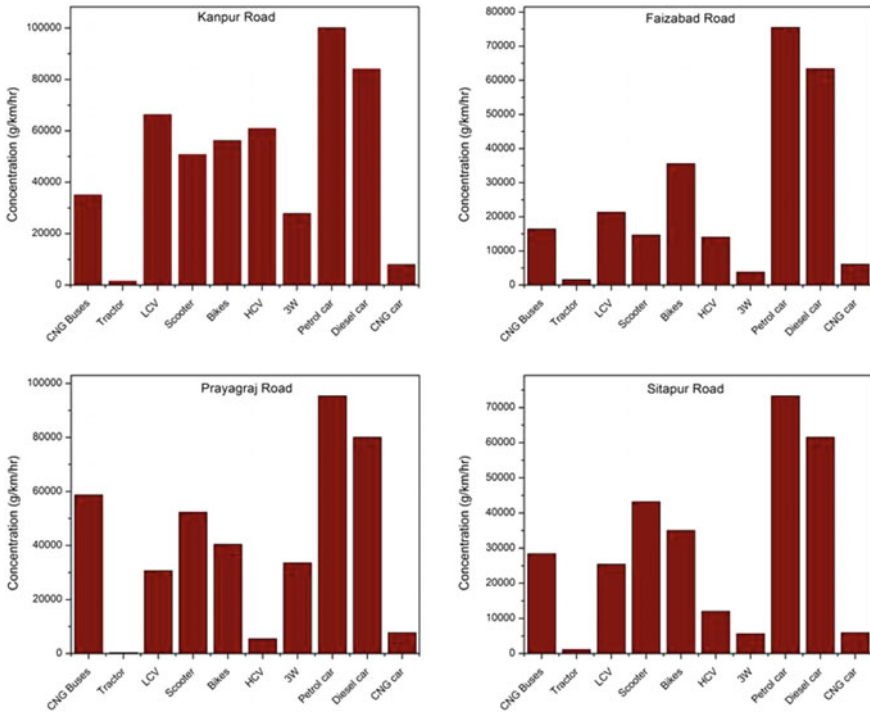 Kanpur Road
Concentration (g/km/hr)
100000
80000
60000
40000
20000
0
CNG Buses
Tractor
LCV
Scooter
Bikes
HCV
3W
Petrol car
Diesel car
CNG car
Faizabad Road
Concentration (g/km/hr)
80000
70000
60000
50000
40000
30000
20000
10000
0
CNG Buses
Tractor
LCV
Scooter
Bikes
HCV
3W
Petrol car
Diesel car
CNG car
Prayagraj Road
Concentration (g/km/hr)
100000
80000
60000
40000
20000
0
CNG Buses
Tractor
LCV
Scooter
Bikes
HCV
3W
Petrol car
Diesel car
CNG car
Sitapur Road
Concentration (g/km/hr)
70000
60000
50000
40000
30000
20000
10000
0
CNG Buses
Tractor
LCV
Scooter
Bikes
HCV
3W
Petrol car
Diesel car
CNG car